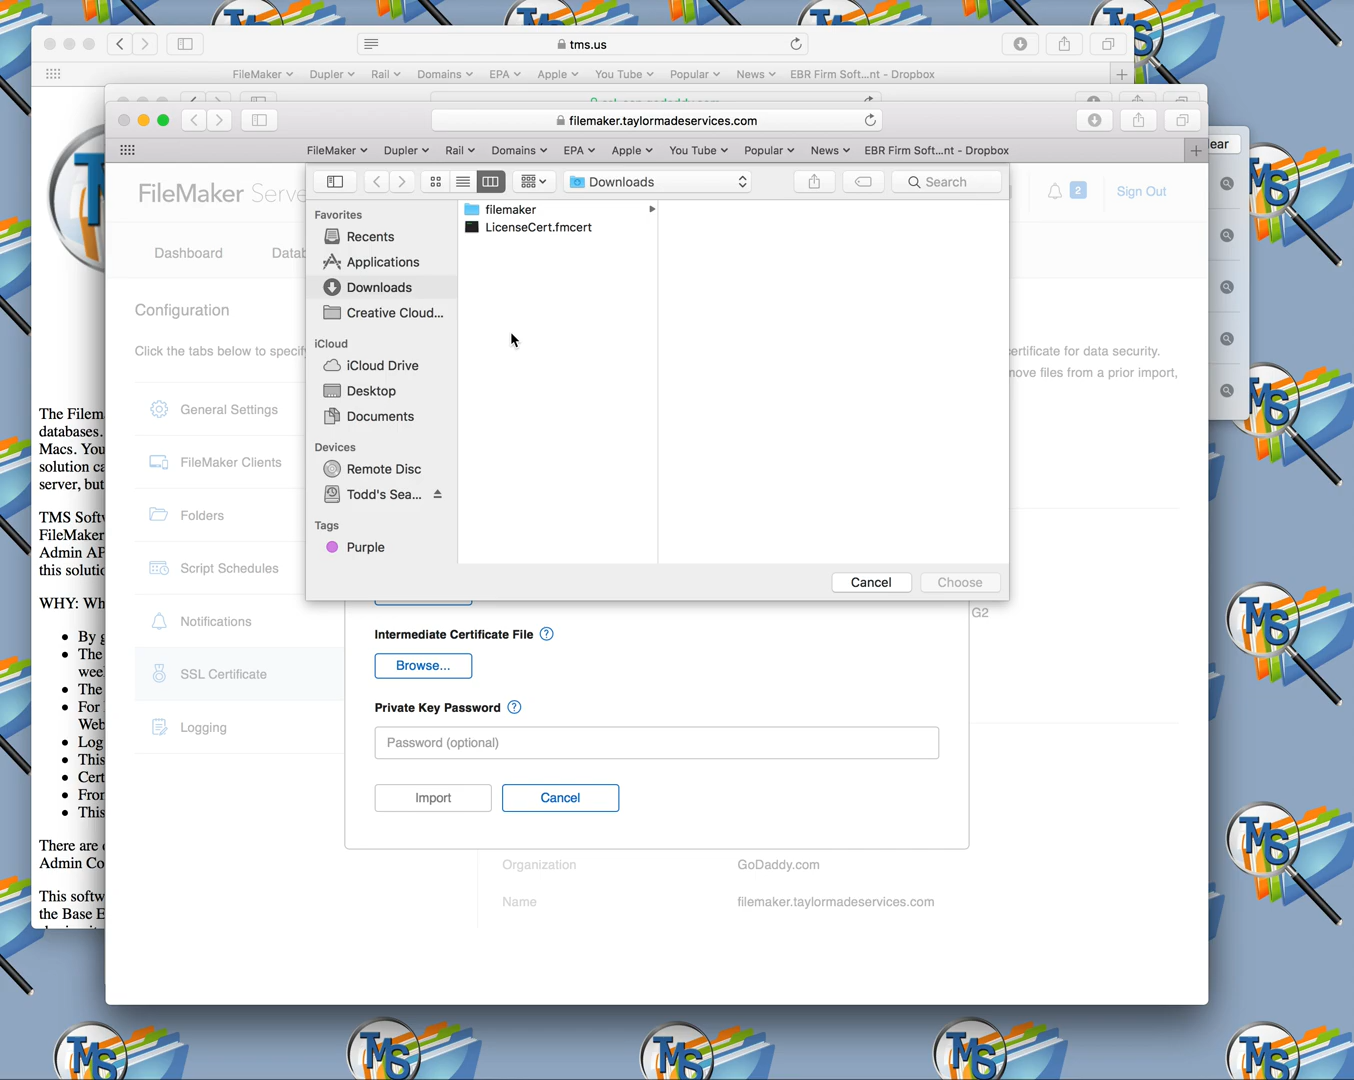 tms.us
FileMaker Dupler Rail Domains EPA Apple You Tube Popular News EBR Firm Soft...nt - Dropbox
filemaker.taylormadeservices.com
FileMaker Dupler Rail Domains EPA Apple You Tube Popular News EBR Firm Soft...nt - Dropbox
lear
FileMaker Serve
2
Sign Out
Dashboard
Datab
Downloads
Search
Favorites
Recents
Applications
Downloads
Creative Cloud...
iCloud
iCloud Drive
Desktop
Documents
Devices
Remote Disc
Todd's Sea...
Tags
Purple
filemaker
LicenseCert.fmcert
Cancel
Choose
Configuration
Click the tabs below to specify
ertificate for data security.
nove files from a prior import,
General Settings
FileMaker Clients
Folders
Script Schedules
Notifications
SSL Certificate
Logging
G2
Intermediate Certificate File ?
Browse...
Private Key Password ?
Password (optional)
Import
Cancel
Organization
GoDaddy.com
Name
filemaker.taylormadeservices.com
The Filem
databases.
Macs. You
solution ca
server, but
TMS Softw
FileMaker
Admin AP
this solutio
WHY: Wh
• By g
• The
wee
• The
• For
Web
• Log
• This
• Cert
• Fron
• This
There are o
Admin Co
This softw
the Base E
TMS